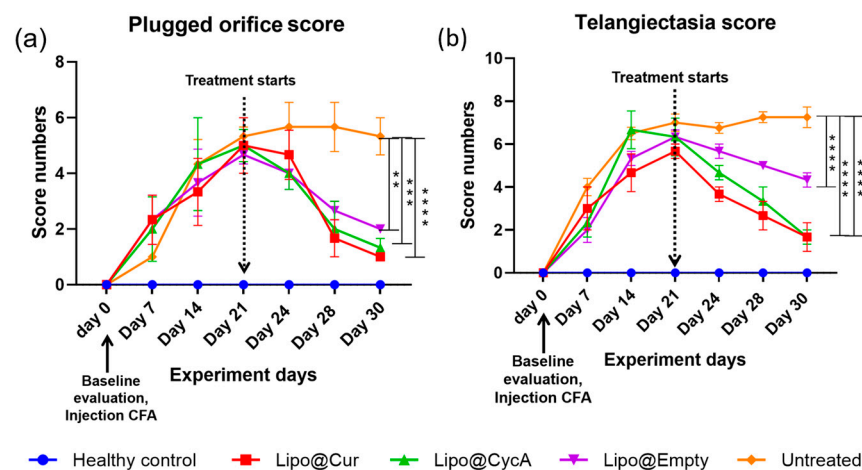 (a)
Plugged orifice score
8
6
4
2
0
Score numbers
Treatment starts
**
***
****
day 0
Day 7
Day 14
Day 21
Day 24
Day 28
Day 30
Experiment days
Baseline
evaluation,
Injection CFA
(b)
Telangiectasia score
10
8
6
4
2
0
Score numbers
Treatment starts
****
****
****
day 0
Day 7
Day 14
Day 21
Day 24
Day 28
Day 30
Experiment days
Baseline
evaluation,
Injection CFA
Healthy control
Lipo@Cur
Lipo@CycA
Lipo@Empty
Untreated